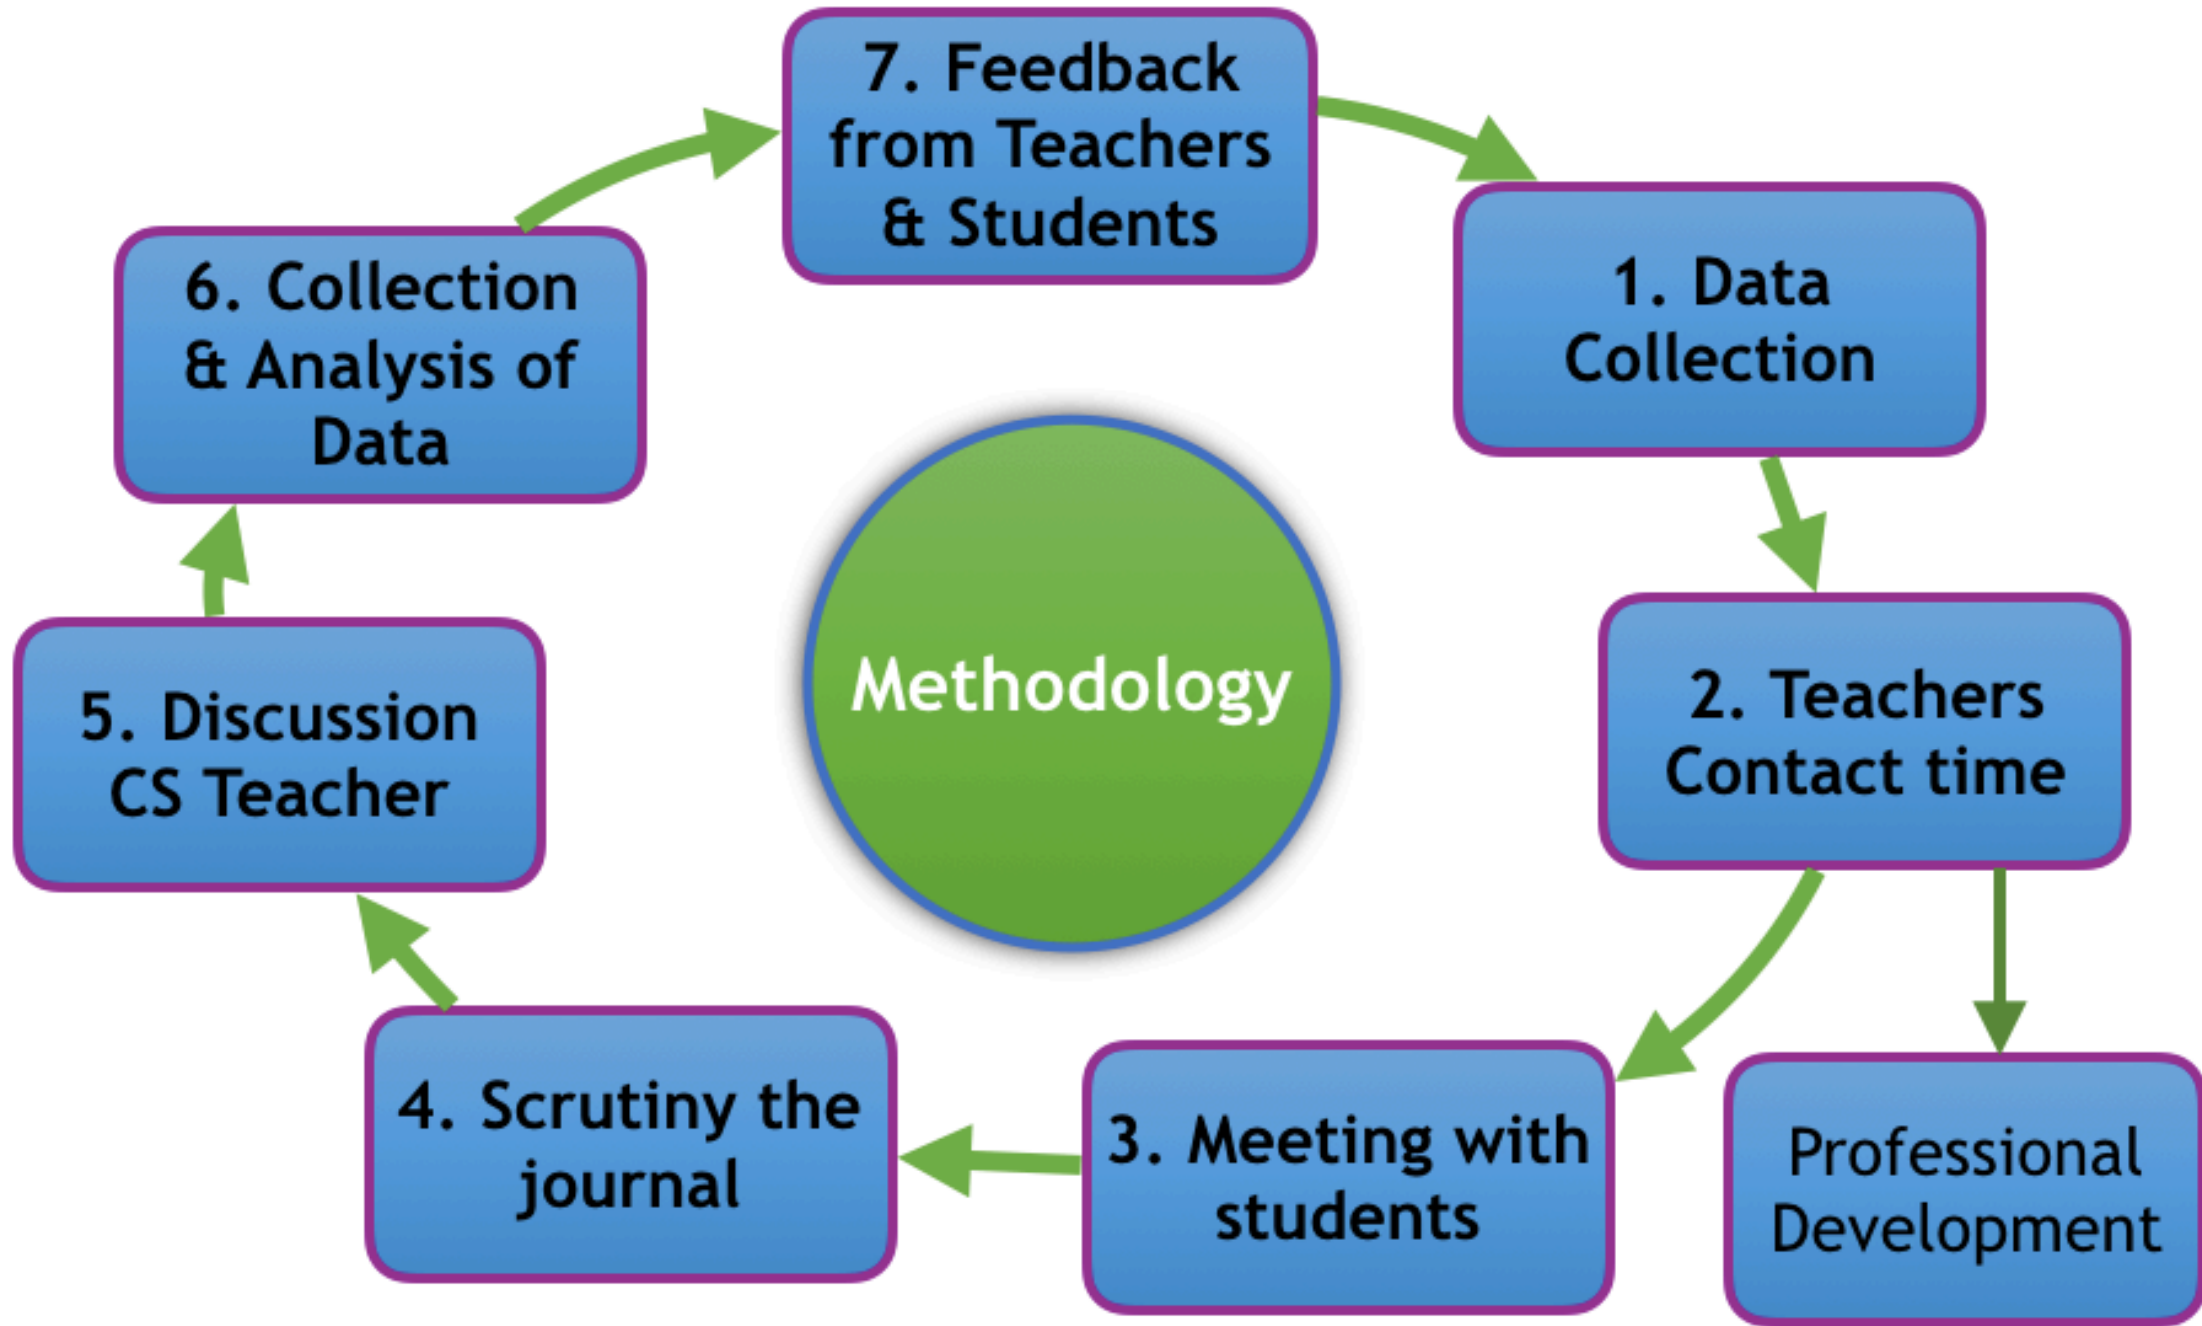 7. Feedback
from Teachers
& Students
1. Data
Collection
2. Teachers
Contact time
Professional
Development
3. Meeting with
students
4. Scrutiny the
journal
5. Discussion
CS Teacher
6. Collection
& Analysis of
Data
Methodology